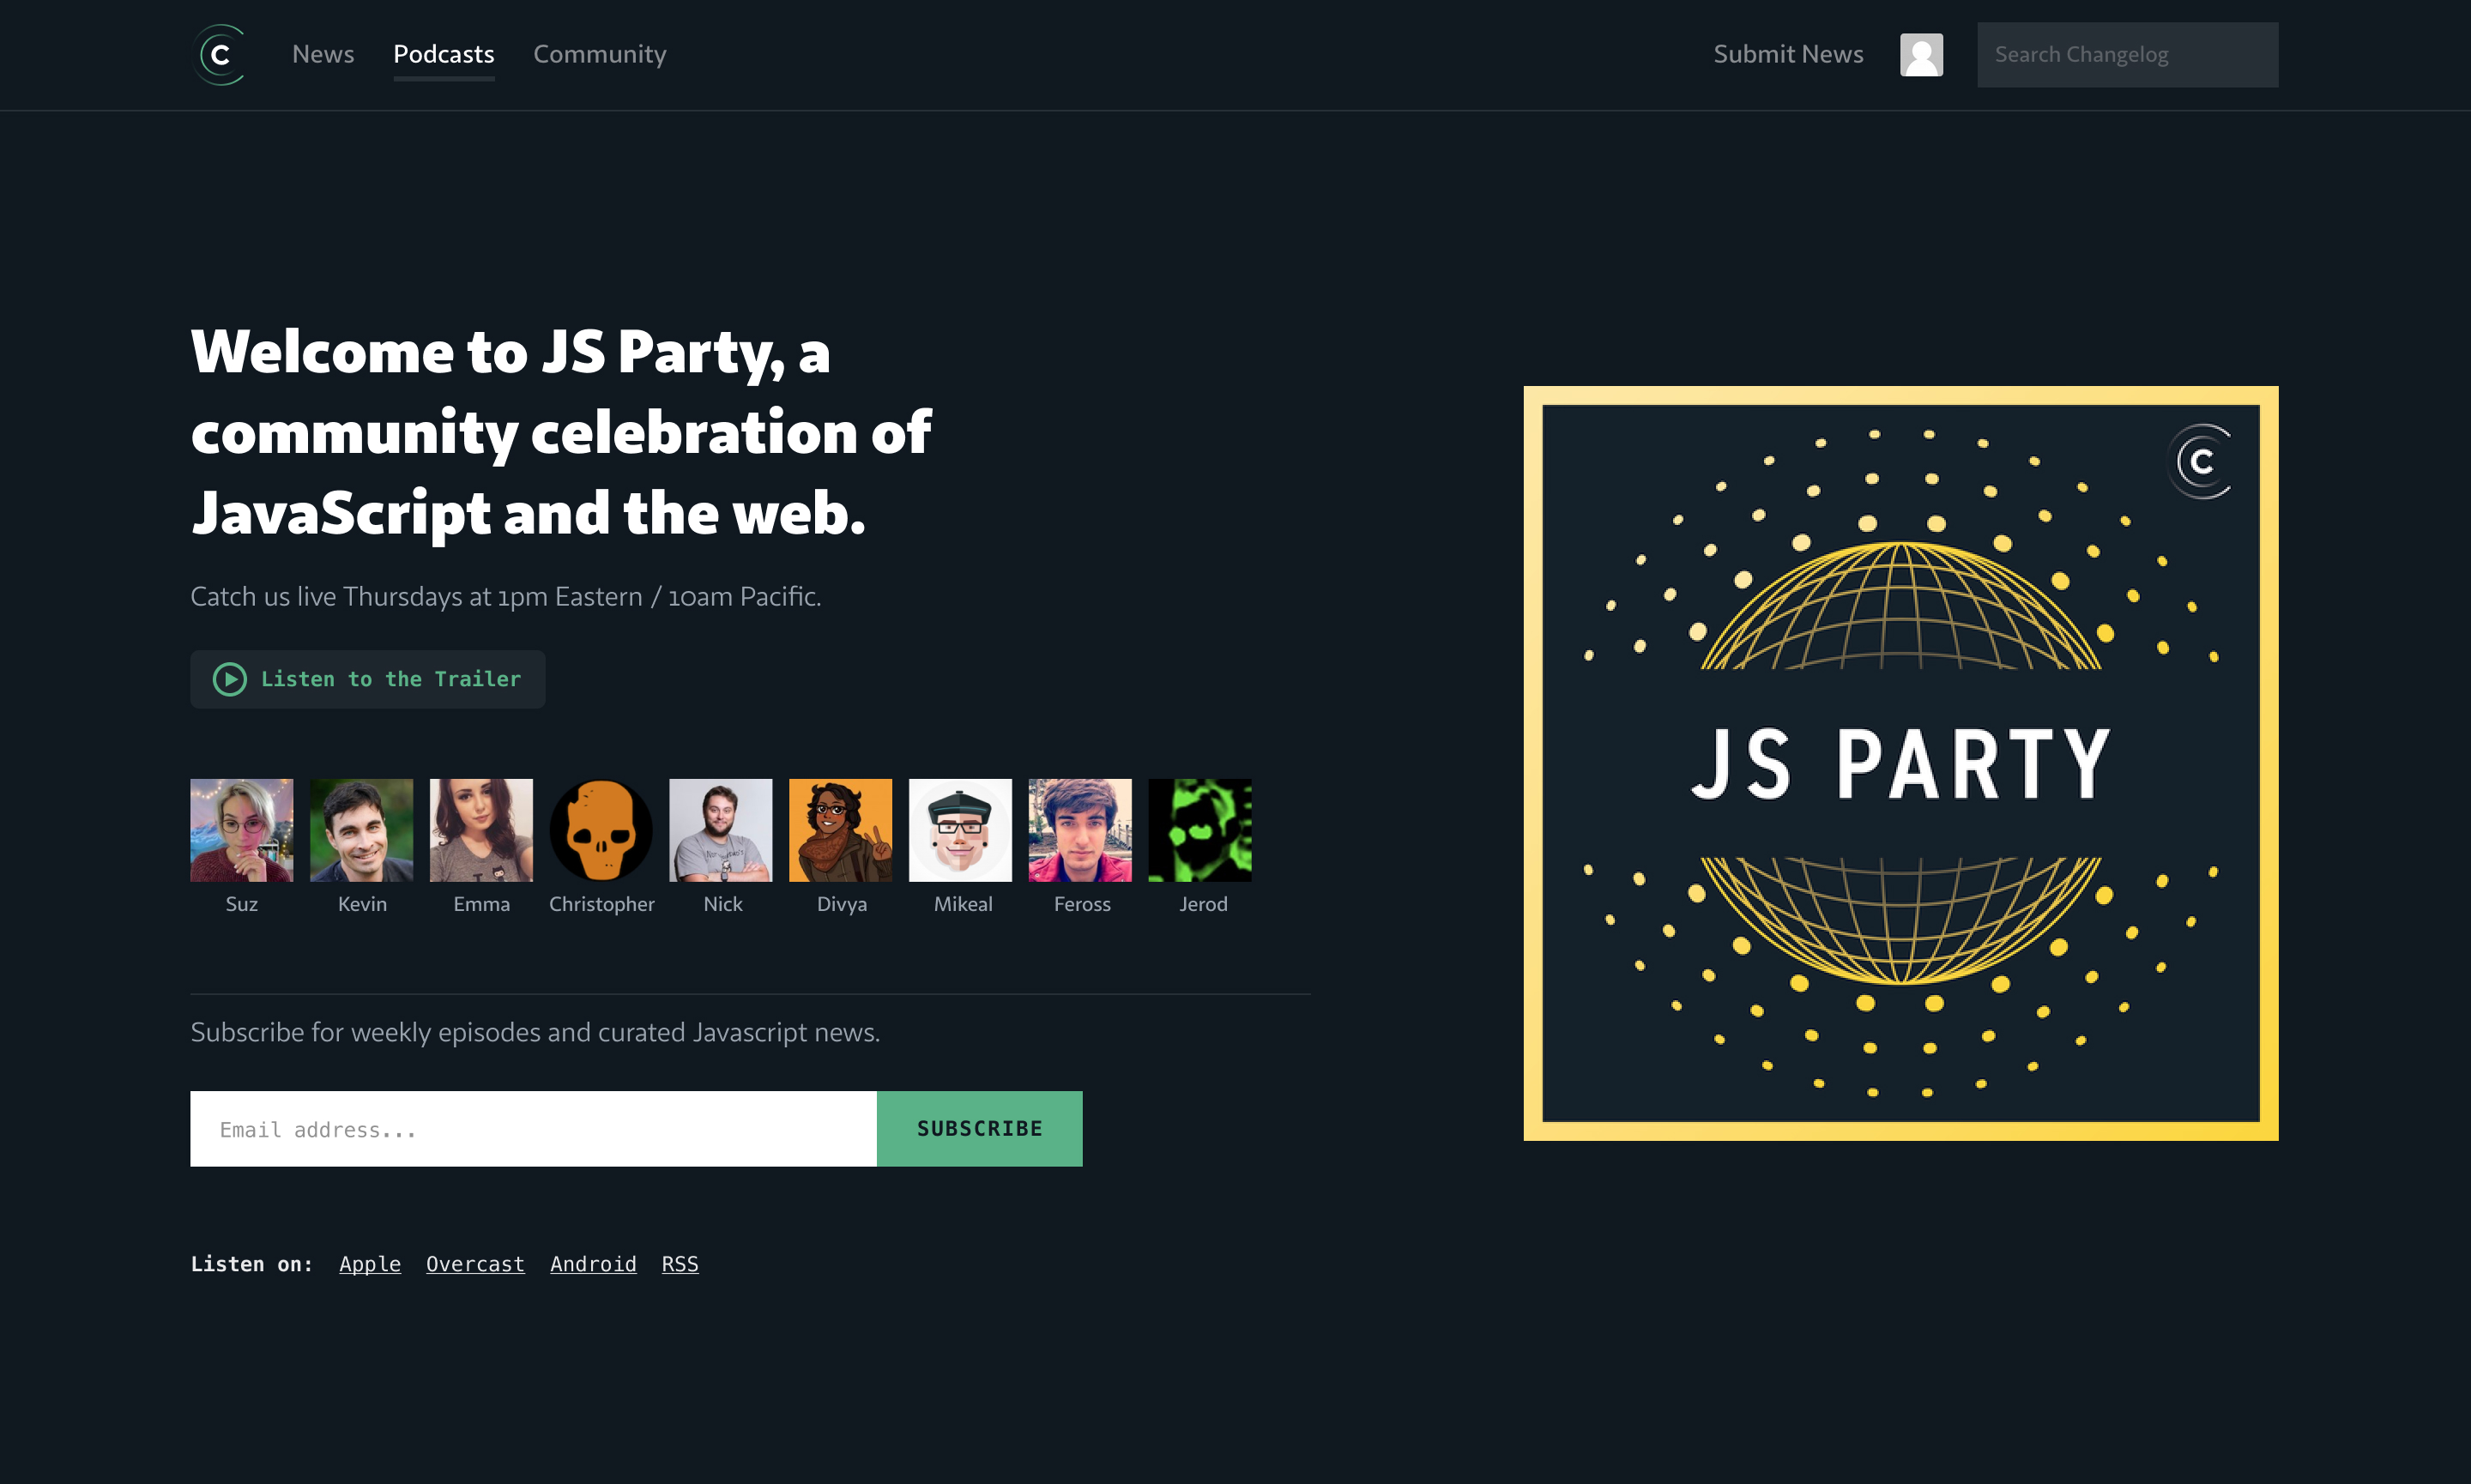 C
News
Podcasts
Community
Submit News
Search Changelog
Welcome to JS Party, a
community celebration of
JavaScript and the web.
Catch us live Thursdays at 1pm Eastern / 10am Pacific.
Listen to the Trailer
Suz
Kevin
Emma
Christopher
Nick
Divya
Mikeal
Feross
Jerod
Subscribe for weekly episodes and curated Javascript news.
Email address...
SUBSCRIBE
Listen on: Apple Overcast Android RSS
C
JS PARTY